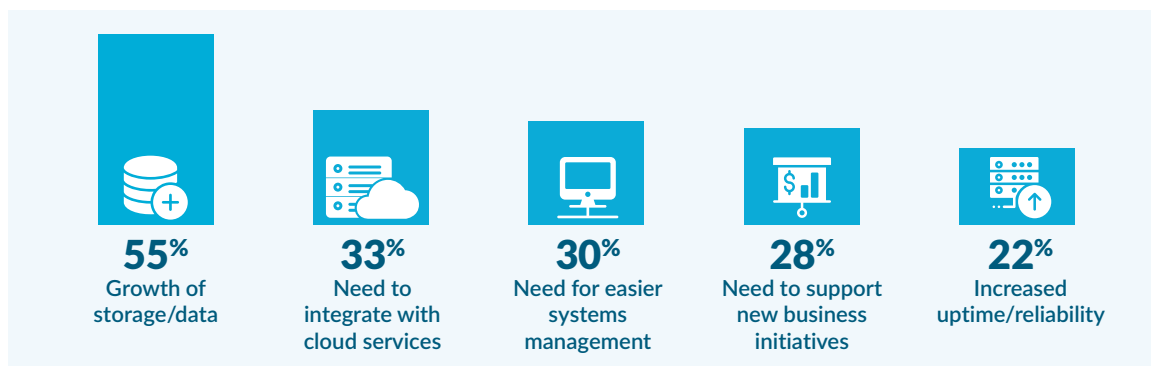 55%
Growth of
storage/data
33%
Need to
integrate with
cloud services
30%
Need for easier
systems
management
$
28%
Need to support
new business
initiatives
22%
Increased
uptime/reliability